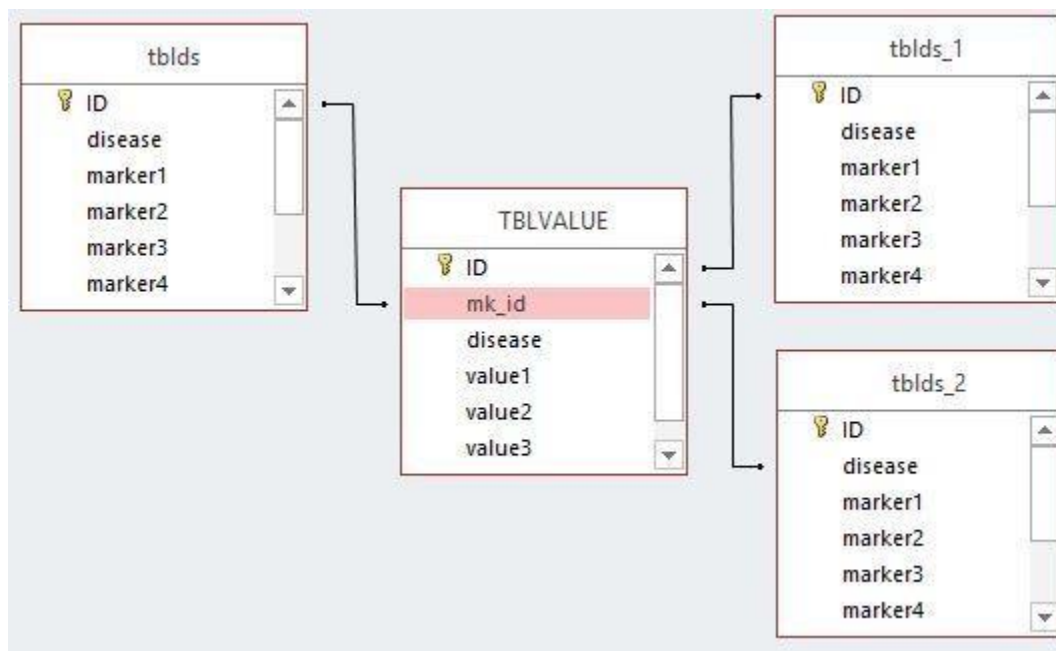 tblds
ID
disease
marker1
marker2
marker3
marker4
TBLVALUE
ID
mk_id
disease
value1
value2
value3
tblds_1
ID
disease
marker1
marker2
marker3
marker4
tblds_2
ID
disease
marker1
marker2
marker3
marker4